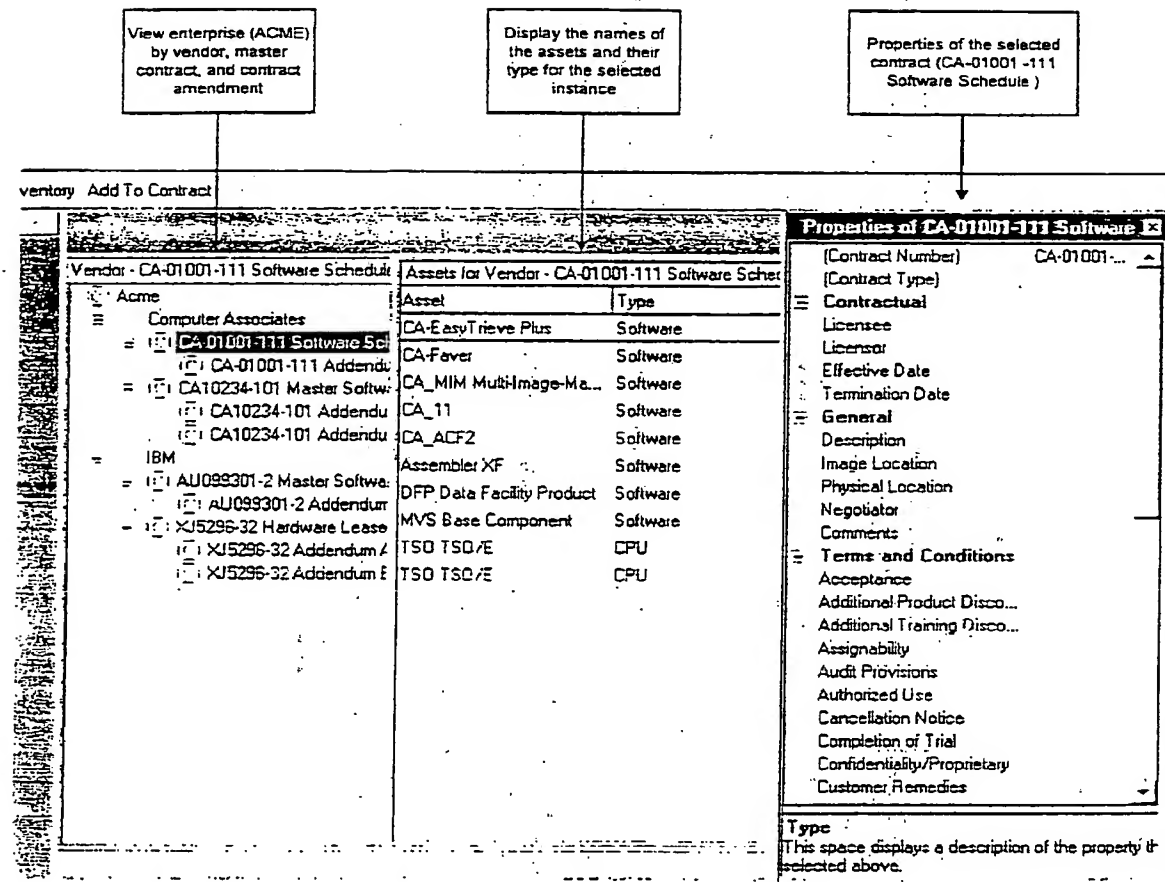 View enterprise (ACME)
by vendor, master
contract, and contract
amendment
Display the names of
the assets and their
type for the selected
instance
Properties of the selected
contract (CA-01001 -111
Software Schedule )
ventory Add To Contract
Vendor - CA-01001-111 Software Schedule
Acme
Computer Associates
CA-01001-111 Software Sch
CA-01001-111 Addendu
CA10234-101 Master Softwa
CA10234-101 Addendu
CA10234-101 Addendu
IBM
AU099301-2 Master Softwa
AU099301-2 Addendum
XJ5296-32 Hardware Lease
XJ5296-32 Addendum A
XJ5296-32 Addendum B
Assets for Vendor - CA-01001-111 Software Sched
Asset Type
CA-EasyTrieve Plus Software
CA-Faver Software
CA_MIM Multi-Image-Ma... Software
CA_11 Software
CA_ACF2 Software
Assembler XF Software
DFP Data Facility Product Software
MVS Base Component Software
TSO TSO/E CPU
TSO TSO/E CPU
Properties of CA-01001-111 Software
(Contract Number) CA-01001-...
(Contract Type)
Contractual
Licensee
Licensor
Effective Date
Termination Date
General
Description
Image Location
Physical Location
Negotiator
Comments
Terms and Conditions
Acceptance
Additional Product Disco...
Additional Training Disco...
Assignability
Audit Provisions
Authorized Use
Cancellation Notice
Completion of Trial
Confidentiality/Proprietary
Customer Remedies
Type
This space displays a description of the property th
selected above.